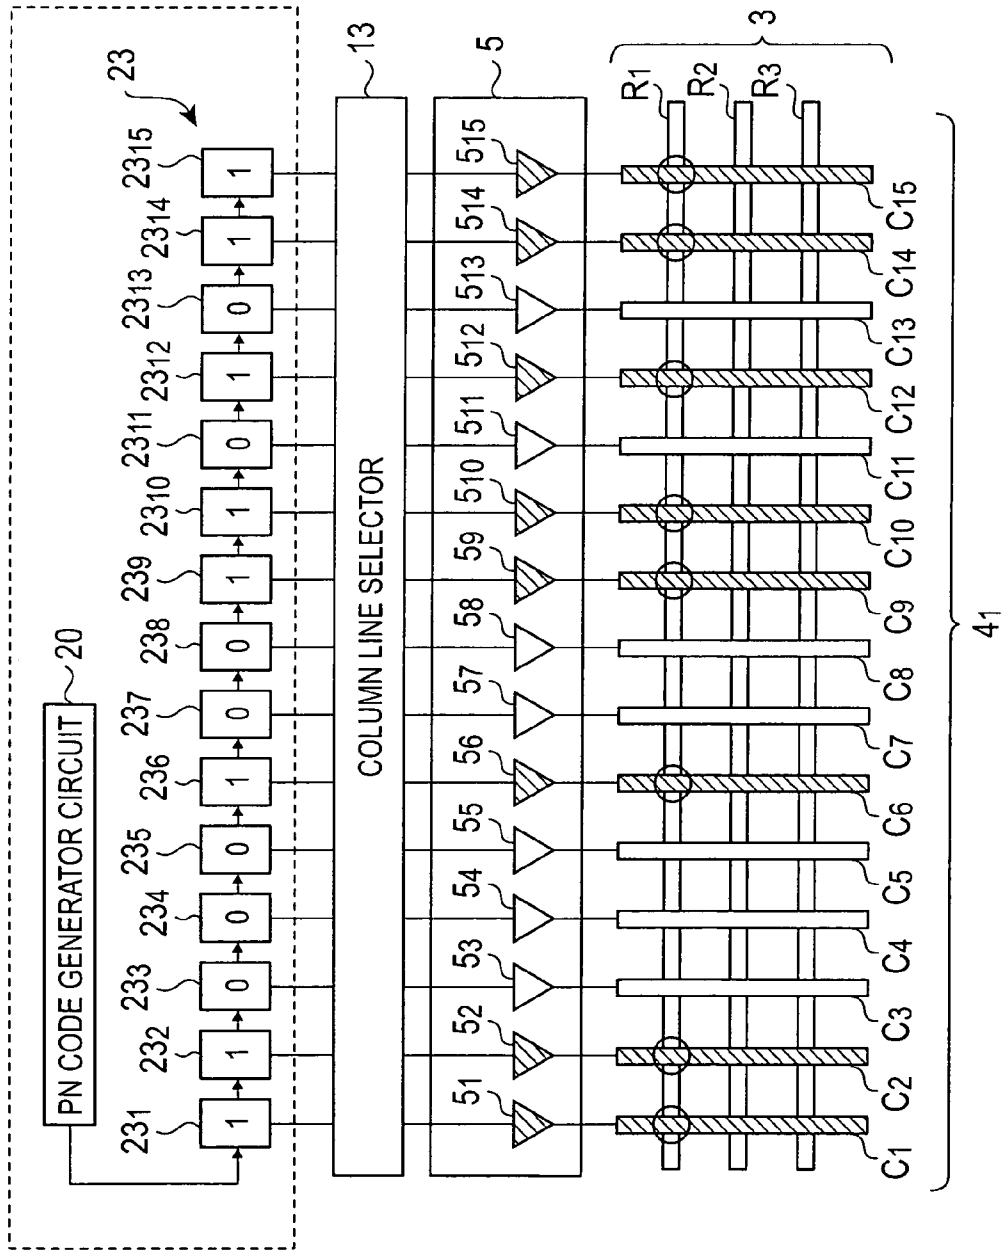 PN CODE GENERATOR CIRCUIT
20
23
231 232 233 234 235 236 237 238 239 2310 2311 2312 2313 2314 2315
1 1 0 0 0 1 0 0 1 1 0 1 0 1 1
COLUMN LINE SELECTOR
13
5
51 52 53 54 55 56 57 58 59 510 511 512 513 514 515
R1
R2
R3
3
C1 C2 C3 C4 C5 C6 C7 C8 C9 C10 C11 C12 C13 C14 C15
41